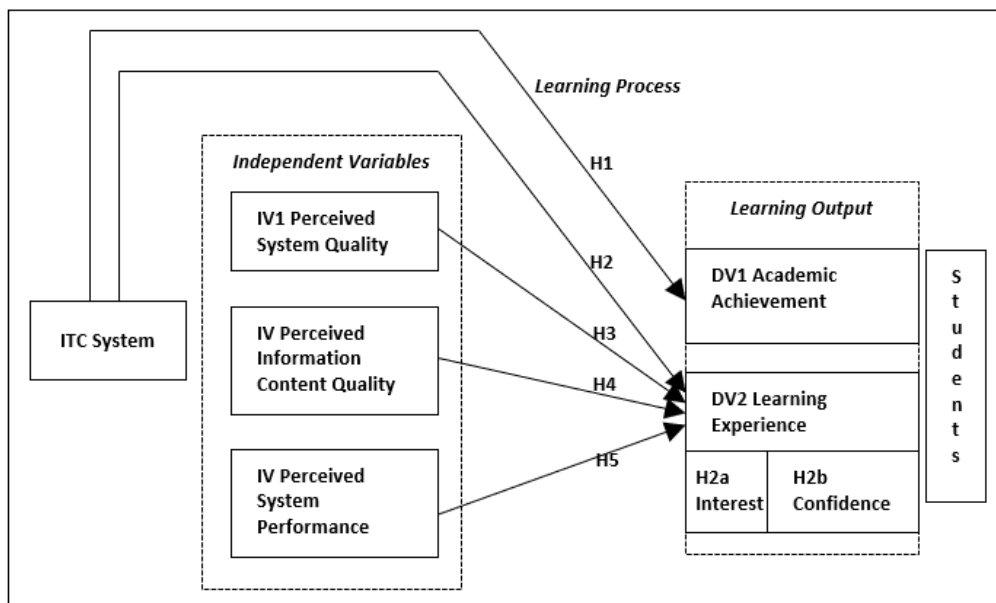 Learning Process
Independent Variables
H1
IV1 Perceived
System Quality
Learning Output
H2
DV1 Academic
Achievement
Students
ITC System
H3
IV Perceived
Information
Content Quality
H4
DV2 Learning
Experience
H5
IV Perceived
System
Performance
H2a
Interest
H2b
Confidence